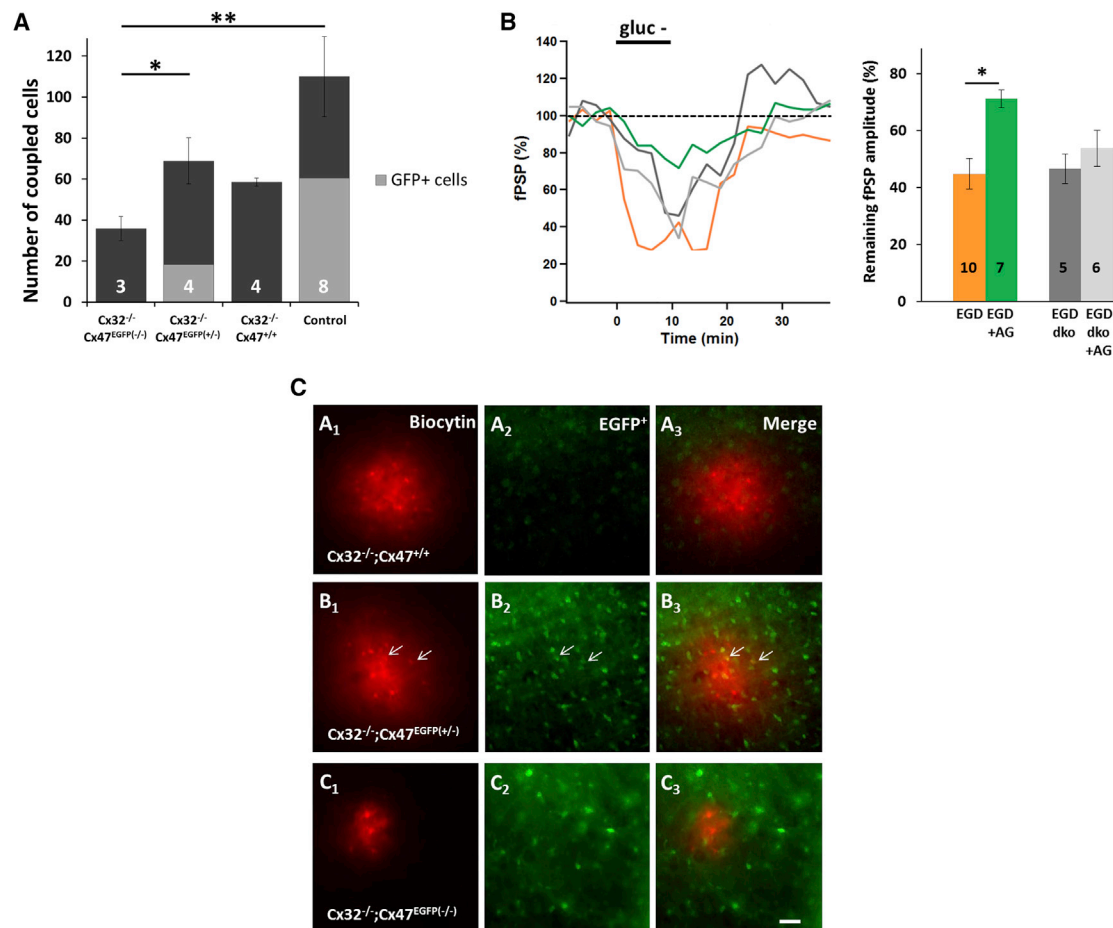 A
Number of coupled cells
120
100
80
60
40
20
0
*
**
3
4
4
8
Cx32-/-
Cx47EGFP(-/-)
Cx32-/-
Cx47EGFP(+/-)
Cx32-/-
Cx47+/+
Control
GFP+ cells
B
gluc -
fPSP (%)
140
120
100
80
60
40
20
0
0
10
20
30
Time (min)
Remaining fPSP amplitude (%)
80
60
40
20
0
*
10
7
5
6
EGD
EGD
+AG
EGD
dko
EGD
dko
+AG
C
A1
Biocytin
Cx32-/-;Cx47+/+
A2
EGFP+
A3
Merge
B1
Cx32-/-;Cx47EGFP(+/-)
B2
B3
C1
Cx32-/-;Cx47EGFP(-/-)
C2
C3